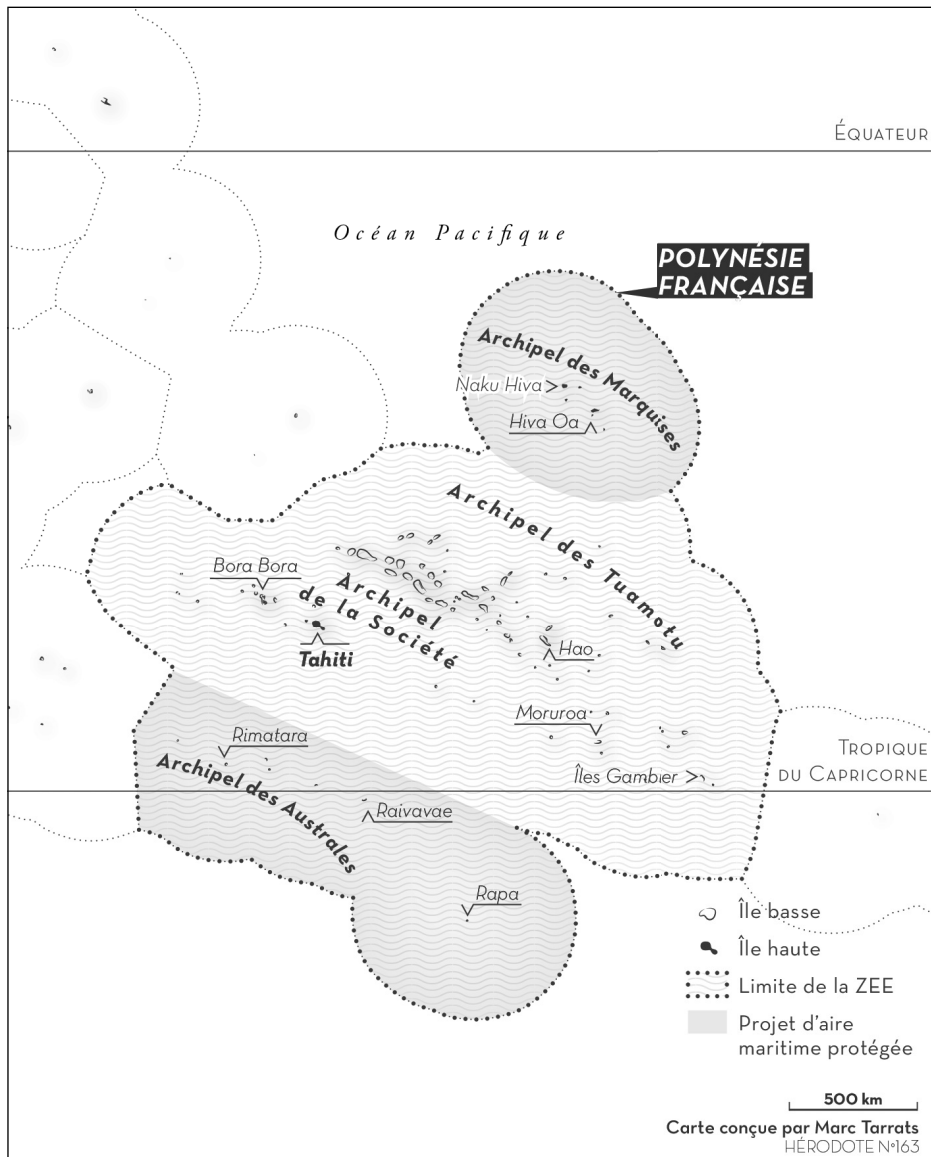 ÉQUATEUR
Océan Pacifique
POLYNÉSIE
FRANÇAISE
Archipel des Marquises
Naku Hiva
Hiva Oa
Archipel des Tuamotu
Bora Bora
Archipel
de la Société
Tahiti
Hao
Moruroa
Rimatara
TROPIQUE
DU CAPRICORNE
Îles Gambier
Archipel des Australes
Raivavae
Rapa
Île basse
Île haute
Limite de la ZEE
Projet d'aire
maritime protégée
500 km
Carte conçue par Marc Tarrats
HÉRODOTE N°163